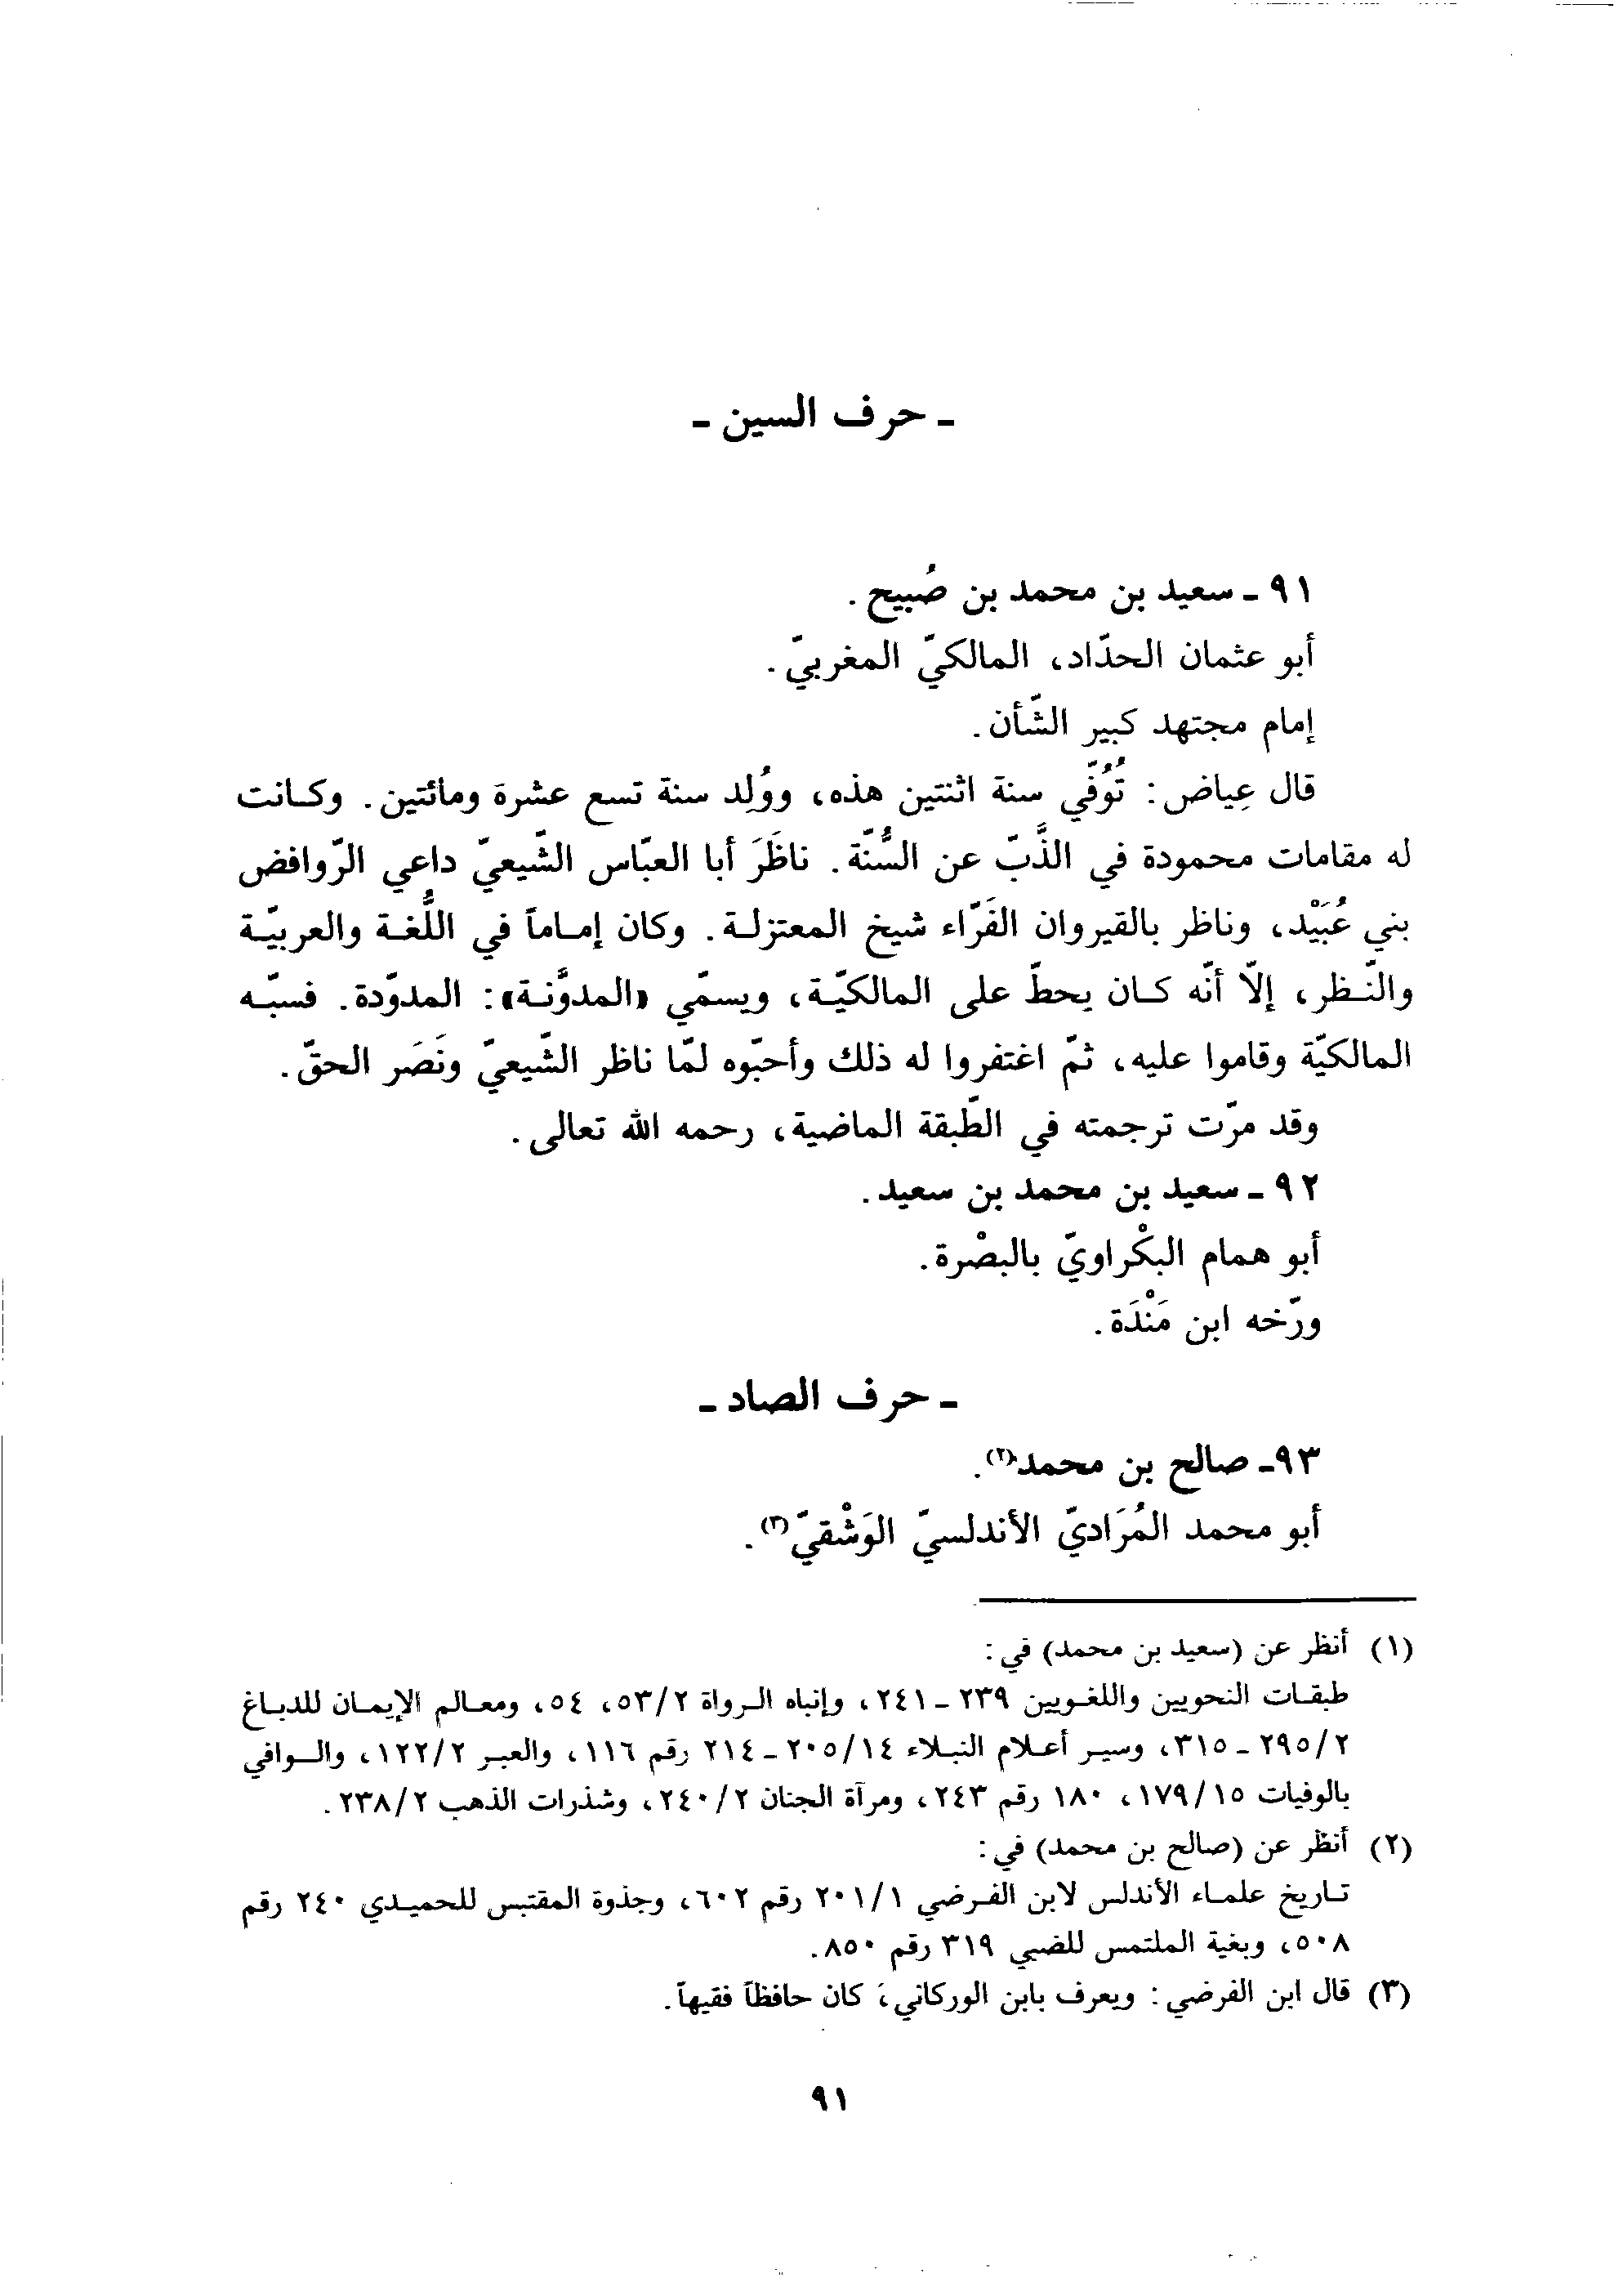 - حرف السين -
٩١ - سعيد بن محمد بن صُبيح.
أبو عثمان الحدّاد، المالكيّ المغربيّ.
إمام مجتهد كبير الشّأن.
قال عِياض: تُوُفّي سنة اثنتين هذه، ووُلِد سنة تسع عشرة ومائتين. وكانت
له مقامات محمودة في الذَّبّ عن السُّنّة. ناظَرَ أبا العبّاس الشّيعيّ داعي الرّوافض
بني عُبَيْد، وناظر بالقيروان الفَرّاء شيخ المعتزلة. وكان إماماً في اللُّغة والعربيّة
والنّظر، إلّا أنّه كان يحطّ على المالكيّة، ويسمّي «المدوَّنة»: المدوّدة. فسبّه
المالكيّة وقاموا عليه، ثمّ اغتفروا له ذلك وأحبّوه لمّا ناظر الشّيعيّ ونَصَر الحقّ.
وقد مرّت ترجمته في الطّبقة الماضية، رحمه الله تعالى.
٩٢ - سعيد بن محمد بن سعيد.
أبو همام البكْراويّ بالبصْرة.
ورّخه ابن مَنْدَة.
- حرف الصاد -
٩٣ـ صالح بن محمد(٢).
أبو محمد المُرَاديّ الأندلسيّ الوَشْقيّ(٣).
(١) أنظر عن (سعيد بن محمد) في:
طبقات النحويين واللغويين ٢٣٩ - ٢٤١، وإنباه الرواة ٥٣/٢، ٥٤، ومعالم الإيمان للدباغ
٢٩٥/٢ - ٣١٥، وسير أعلام النبلاء ٢٠٥/١٤ - ٢١٤ رقم ١١٦، والعبر ١٢٢/٢، والوافي
بالوفيات ١٧٩/١٥، ١٨٠ رقم ٢٤٣، ومرآة الجنان ٢٤٠/٢، وشذرات الذهب ٢٣٨/٢.
(٢) أنظر عن (صالح بن محمد) في:
تاريخ علماء الأندلس لابن الفرضي ٢٠١/١ رقم ٦٠٢، وجذوة المقتبس للحميدي ٢٤٠ رقم
٥٠٨، وبغية الملتمس للضبي ٣١٩ رقم ٨٥٠.
(٣) قال ابن الفرضي: ويعرف بابن الوركاني، كان حافظاً فقيهاً.
٩١